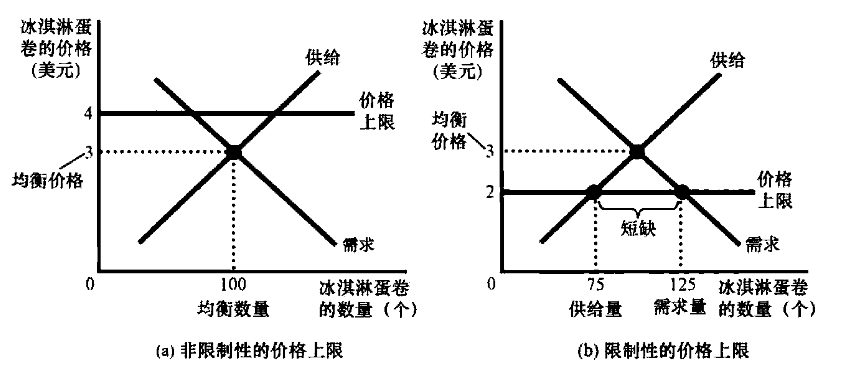 冰淇淋蛋
卷的价格
(美元)
供给
4
价格
上限
3
均衡价格
需求
0
100
均衡数量
冰淇淋蛋卷
的数量(个)
(a) 非限制性的价格上限
冰淇淋蛋
卷的价格
(美元)
供给
均衡
价格
3
2
价格
上限
短缺
需求
0
75
供给量
125
需求量
冰淇淋蛋卷
的数量(个)
(b) 限制性的价格上限